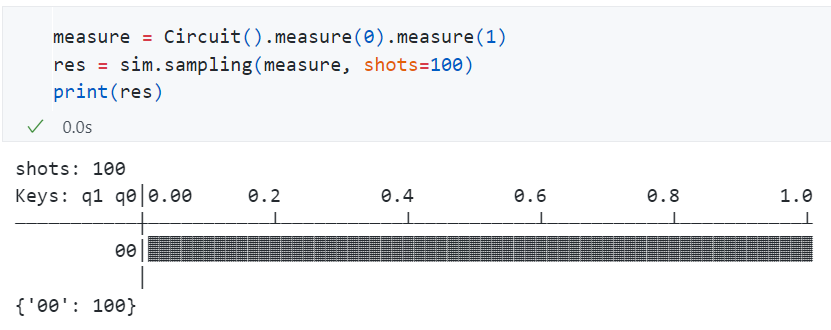 measure = Circuit().measure(0).measure(1)
res = sim.sampling(measure, shots=100)
print(res)
0.0s
shots: 100
Keys: q1 q0│0.00 0.2 0.4 0.6 0.8 1.0
00│
{'00': 100}